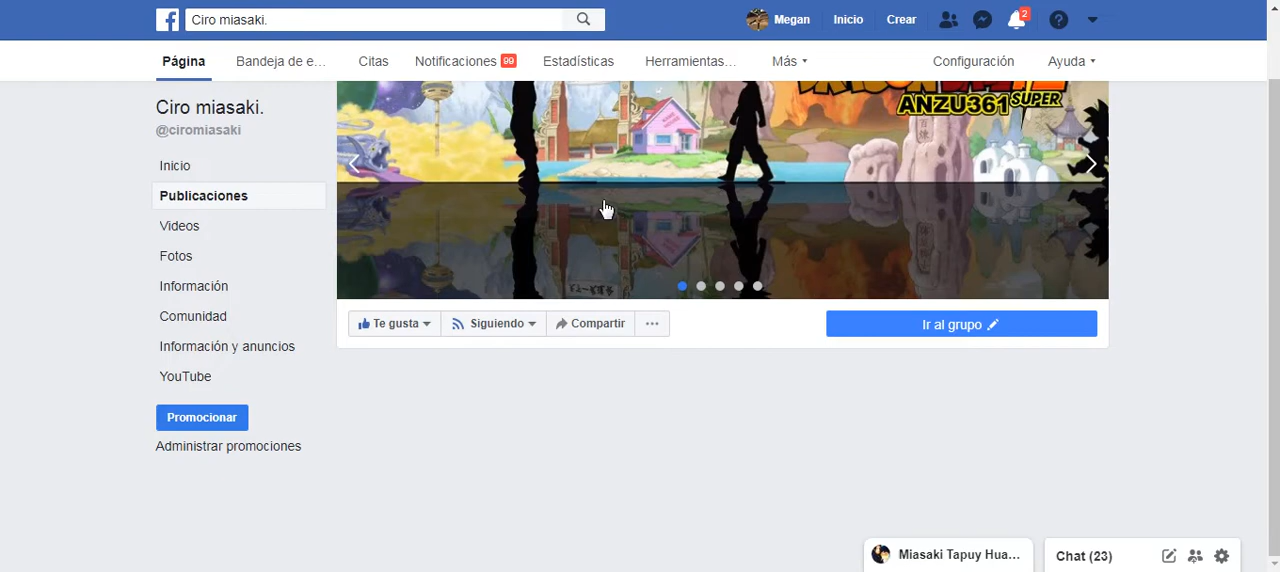 Ciro miasaki.
Megan Inicio Crear 2
Página Bandeja de e... Citas Notificaciones 99 Estadísticas Herramientas... Más Configuración Ayuda
Ciro miasaki.
@ciromiasaki
Inicio
Publicaciones
Videos
Fotos
Información
Comunidad
Información y anuncios
YouTube
Promocionar
Administrar promociones
ANZU361 SUPER
Te gusta Siguiendo Compartir ... Ir al grupo
Miasaki Tapuy Hua... Chat (23)